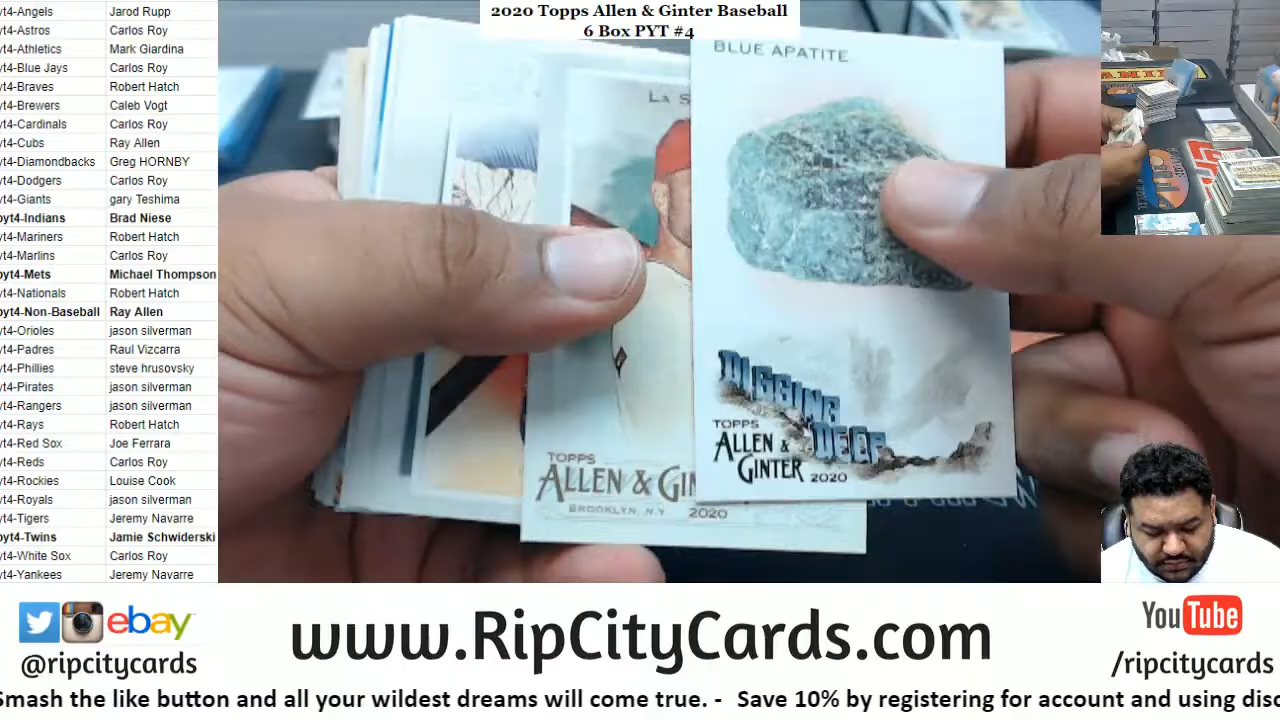 2020 Topps Allen & Ginter Baseball
6 Box PYT #4
yt4-Angels Jarod Rupp
yt4-Astros Carlos Roy
yt4-Athletics Mark Giardina
yt4-Blue Jays Carlos Roy
yt4-Braves Robert Hatch
yt4-Brewers Caleb Vogt
yt4-Cardinals Carlos Roy
yt4-Cubs Ray Allen
yt4-Diamondbacks Greg HORNBY
yt4-Dodgers Carlos Roy
yt4-Giants gary Teshima
pyt4-Indians Brad Niese
yt4-Mariners Robert Hatch
yt4-Marlins Carlos Roy
pyt4-Mets Michael Thompson
yt4-Nationals Robert Hatch
pyt4-Non-Baseball Ray Allen
yt4-Orioles jason silverman
yt4-Padres Raul Vizcarra
yt4-Phillies steve hrusovsky
yt4-Pirates jason silverman
yt4-Rangers jason silverman
yt4-Rays Robert Hatch
yt4-Red Sox Joe Ferrara
yt4-Reds Carlos Roy
yt4-Rockies Louise Cook
yt4-Royals jason silverman
yt4-Tigers Jeremy Navarre
pyt4-Twins Jamie Schwiderski
yt4-White Sox Carlos Roy
yt4-Yankees Jeremy Navarre
BLUE APATITE
DIGGING
DEEP
TOPPS
ALLEN &
GINTER 2020
LA S
TOPPS
ALLEN & GIN
BROOKLYN, N.Y. 2020
ebay
@ripcitycards
www.RipCityCards.com
YouTube
/ripcitycards
Smash the like button and all your wildest dreams will come true. - Save 10% by registering for account and using disc